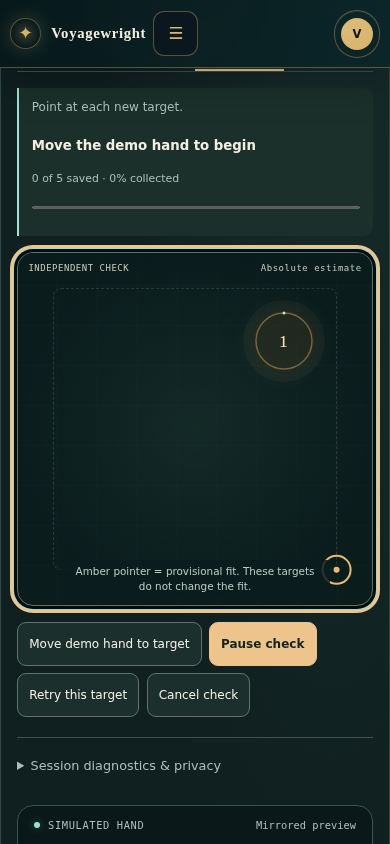 Voyagewright
V
Point at each new target.
Move the demo hand to begin
0 of 5 saved · 0% collected
INDEPENDENT CHECK
Absolute estimate
1
Amber pointer = provisional fit. These targets
do not change the fit.
Move demo hand to target
Pause check
Retry this target
Cancel check
Session diagnostics & privacy
SIMULATED HAND
Mirrored preview